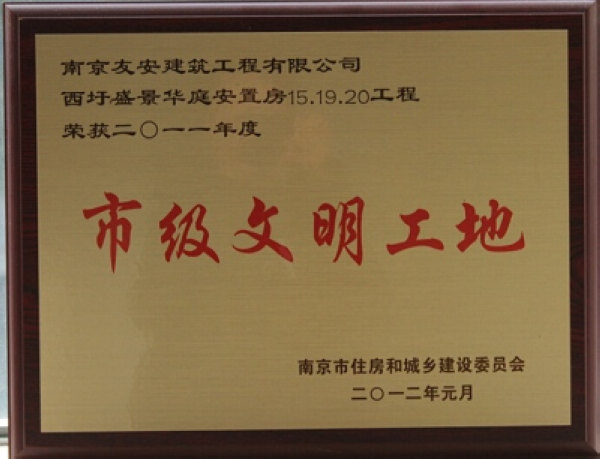 南京友安建筑工程有限公司
西圩盛景华庭安置房15.19.20工程
荣获二〇一一年度
市级文明工地
南京市住房和城乡建设委员会
二〇一二年元月